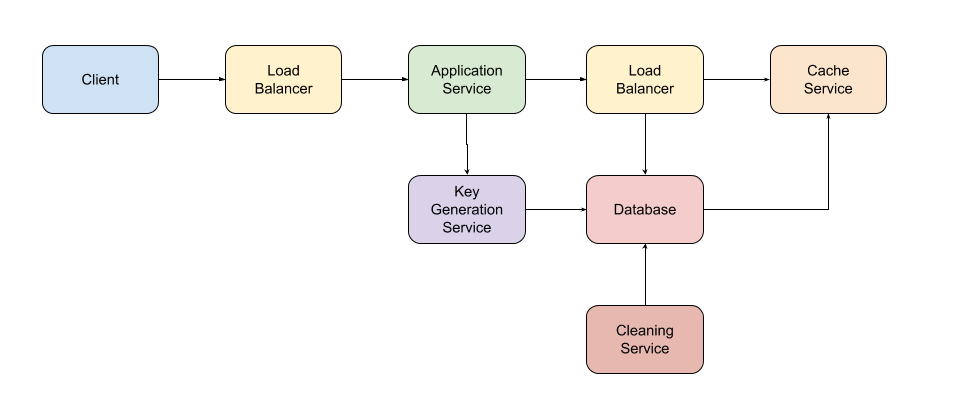 Client
Load
Balancer
Application
Service
Load
Balancer
Cache
Service
Key
Generation
Service
Database
Cleaning
Service